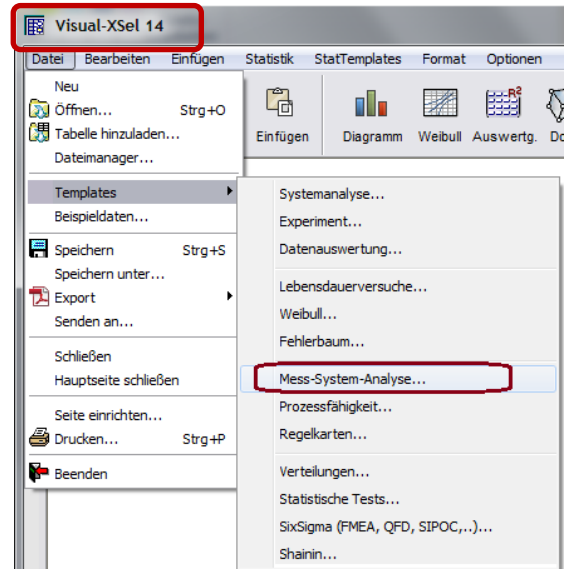 Visual-XSel 14
Datei Bearbeiten Einfügen Statistik StatTemplates Format Optionen
Neu
Öffnen... Strg+O
Tabelle hinzuladen...
Dateimanager...
Templates
Beispieldaten...
Speichern Strg+S
Speichern unter...
Export
Senden an...
Schließen
Hauptseite schließen
Seite einrichten...
Drucken... Strg+P
Beenden
R²
Einfügen Diagramm Weibull Auswertg. Do
Systemanalyse...
Experiment...
Datenauswertung...
Lebensdauerversuche...
Weibull...
Fehlerbaum...
Mess-System-Analyse...
Prozessfähigkeit...
Regelkarten...
Verteilungen...
Statistische Tests...
SixSigma (FMEA, QFD, SIPOC,..)...
Shainin...